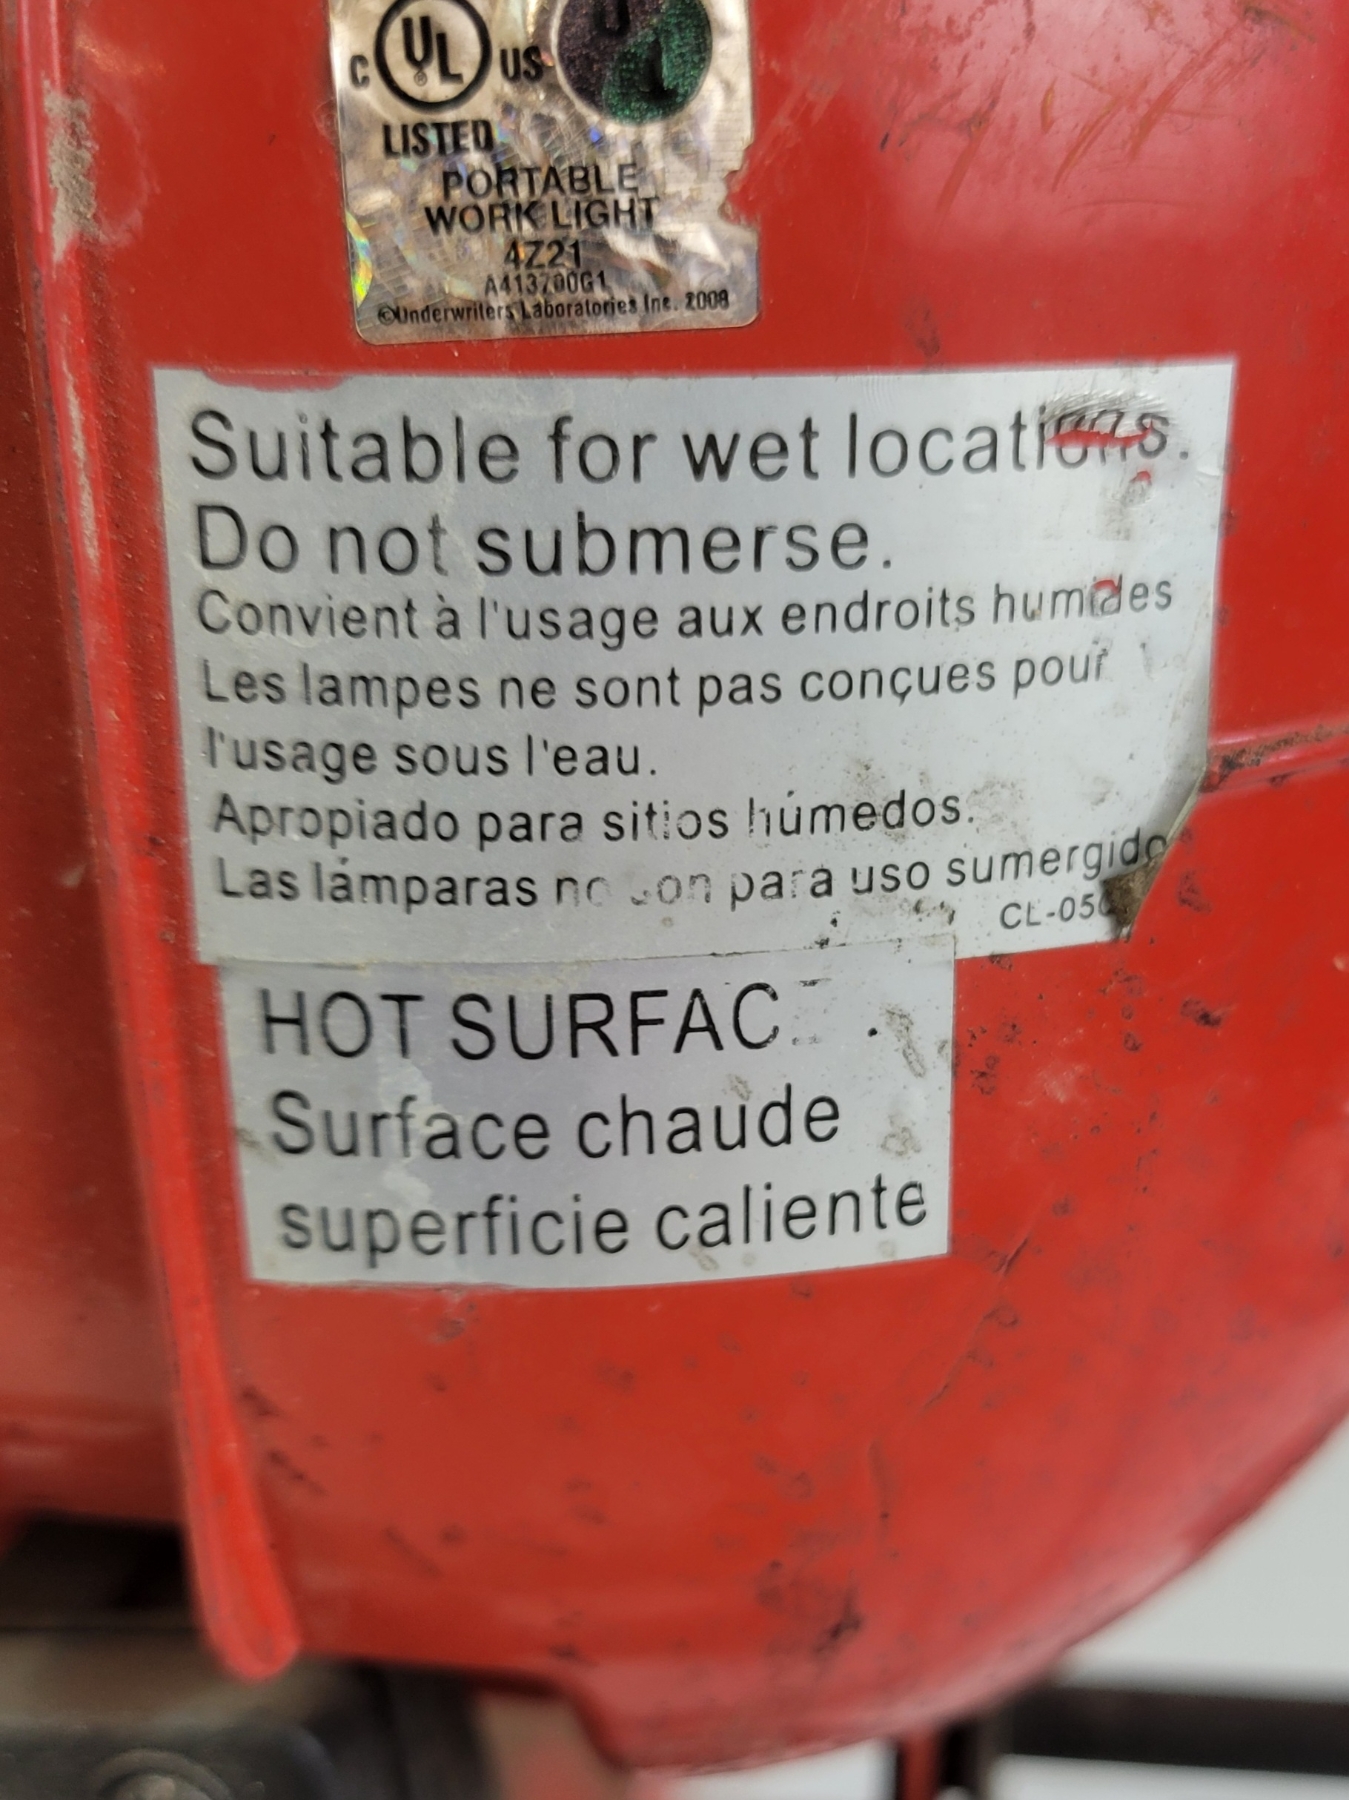 C UL US
LISTED
PORTABLE
WORK LIGHT
4Z21
A413700G1
©Underwriters Laboratories Inc. 2008
Suitable for wet locations.
Do not submerse.
Convient à l'usage aux endroits humides
Les lampes ne sont pas conçues pour
l'usage sous l'eau.
Apropiado para sitios húmedos.
Las lámparas no son para uso sumergido
HOT SURFAC
Surface chaude
superficie caliente